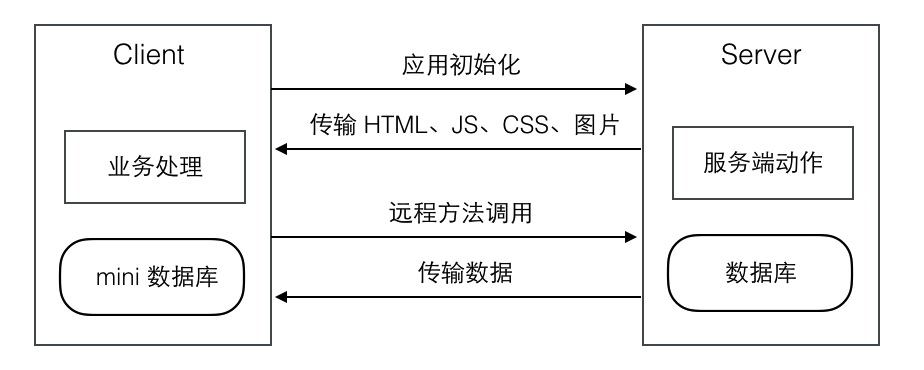 Client
Server
应用初始化
传输 HTML、JS、CSS、图片
业务处理
服务端动作
远程方法调用
mini 数据库
传输数据
数据库